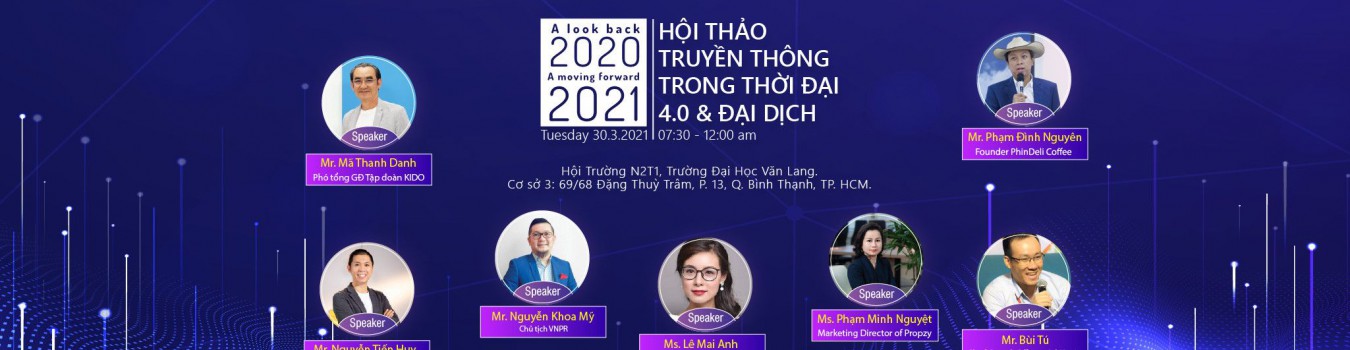 A look back
2020
A moving forward
2021
HỘI THẢO
TRUYỀN THÔNG
TRONG THỜI ĐẠI
4.0 & ĐẠI DỊCH
Tuesday 30.3.2021
07:30 - 12:00 am
Hội Trường N2T1, Trường Đại Học Văn Lang.
Cơ sở 3: 69/68 Đặng Thuỳ Trâm, P. 13, Q. Bình Thạnh, TP. HCM.
Speaker
Mr. Mã Thanh Danh
Phó tổng GĐ Tập đoàn KIDO
Speaker
Mr. Phạm Đình Nguyên
Founder PhinDeli Coffee
Speaker
Mr. Nguyễn Tiến Huy
Speaker
Mr. Nguyễn Khoa Mỹ
Chủ tịch VNPR
Speaker
Ms. Lê Mai Anh
Speaker
Ms. Phạm Minh Nguyệt
Marketing Director of Propzy
Speaker
Mr. Bùi Tú